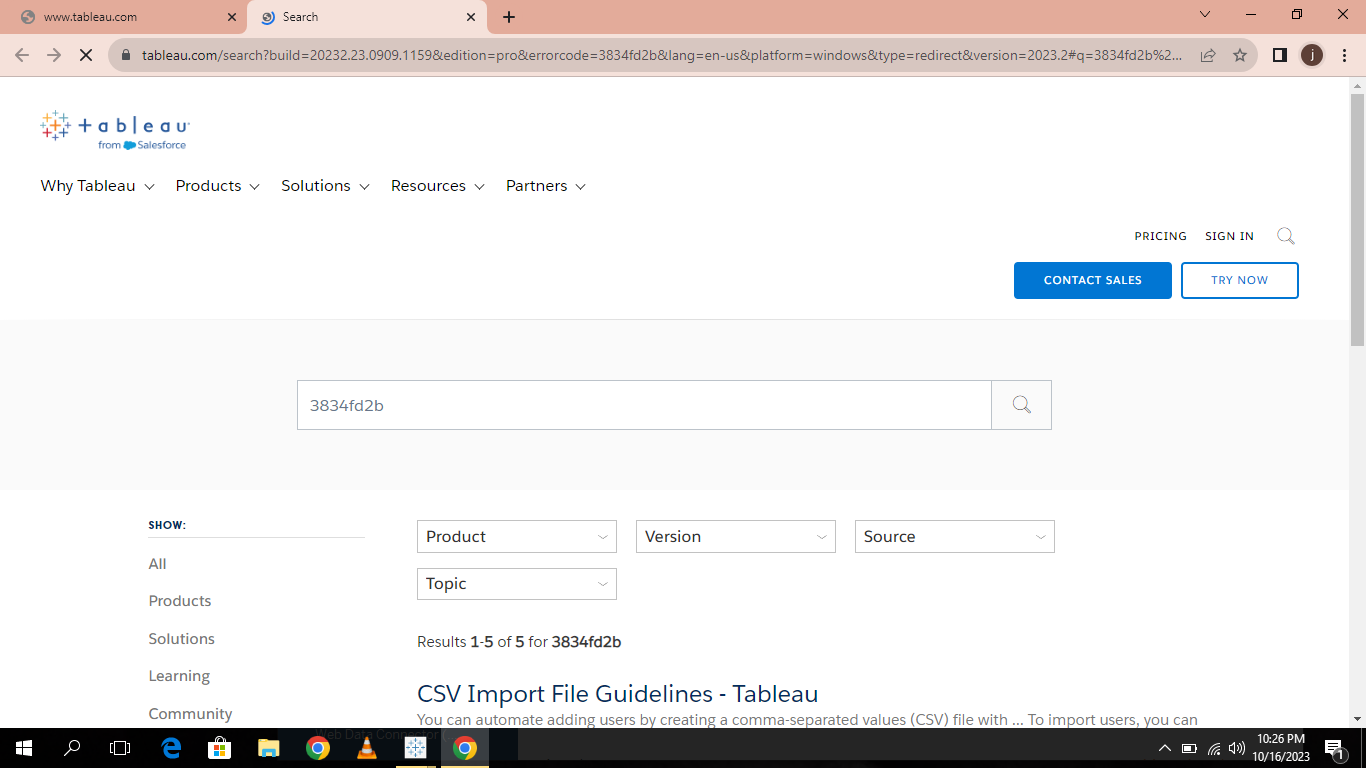 www.tableau.com
Search
tableau.com/search?build=20232.23.0909.1159&edition=pro&errorcode=3834fd2b&lang=en-us&platform=windows&type=redirect&version=2023.2#q=3834fd2b%2...
j
+ableau
from Salesforce
Why Tableau
Products
Solutions
Resources
Partners
PRICING
SIGN IN
CONTACT SALES
TRY NOW
3834fd2b
SHOW:
All
Products
Solutions
Learning
Community
Product
Version
Source
Topic
Results 1-5 of 5 for 3834fd2b
CSV Import File Guidelines - Tableau
You can automate adding users by creating a comma-separated values (CSV) file with ... To import users, you can
Web Data Connector
10:26 PM
10/16/2023
1